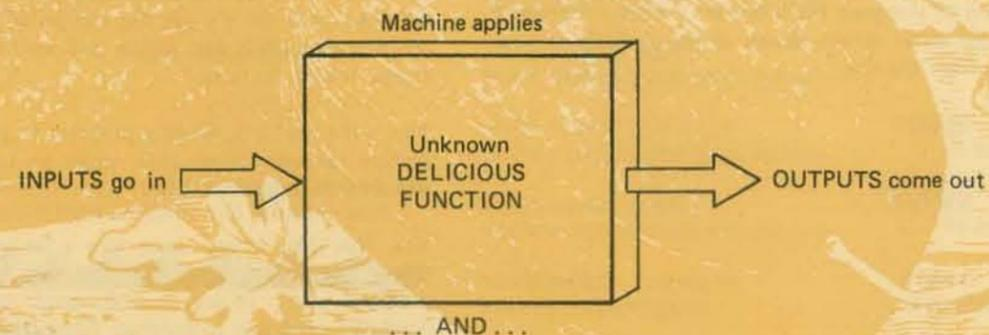 Machine applies
INPUTS go in
Unknown
DELICIOUS
FUNCTION
OUTPUTS come out
... AND ...